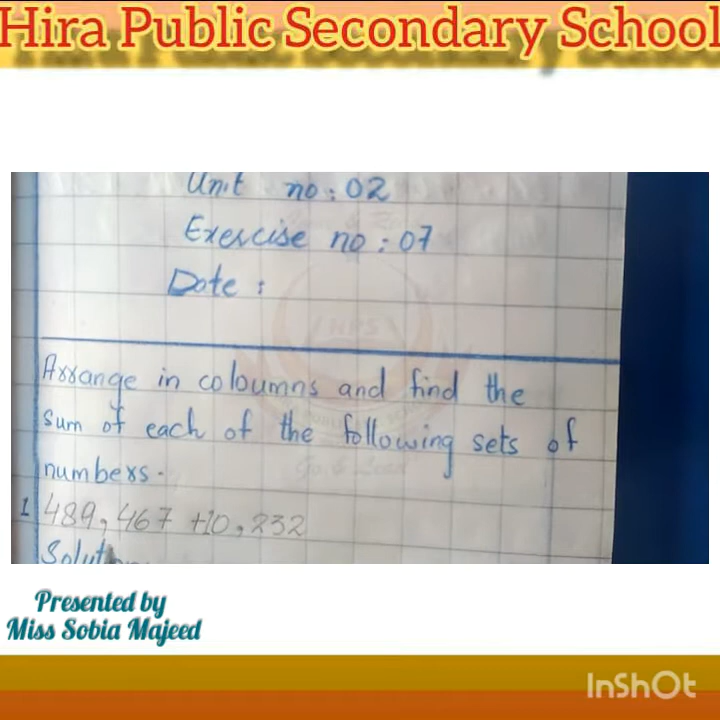 Hira Public Secondary School
Unit no: 02
Exercise no: 07
Date :
Arrange in coloumns and find the
sum of each of the following sets of
numbers.
1 489,467 +10,232
Solution
Presented by
Miss Sobia Majeed
InShOt